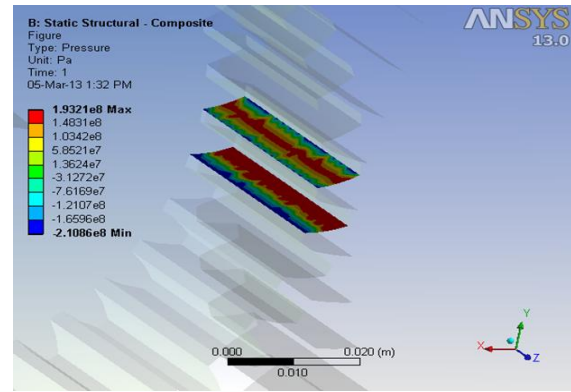 B: Static Structural - Composite
Figure
Type: Pressure
Unit: Pa
Time: 1
05-Mar-13 1:32 PM
ANSYS
13.0
1.9321e8 Max
1.4831e8
1.0342e8
5.8521e7
1.3624e7
-3.1272e7
-7.6169e7
-1.2107e8
-1.6596e8
-2.1086e8 Min
0.000
0.020 (m)
0.010
Y
X
Z